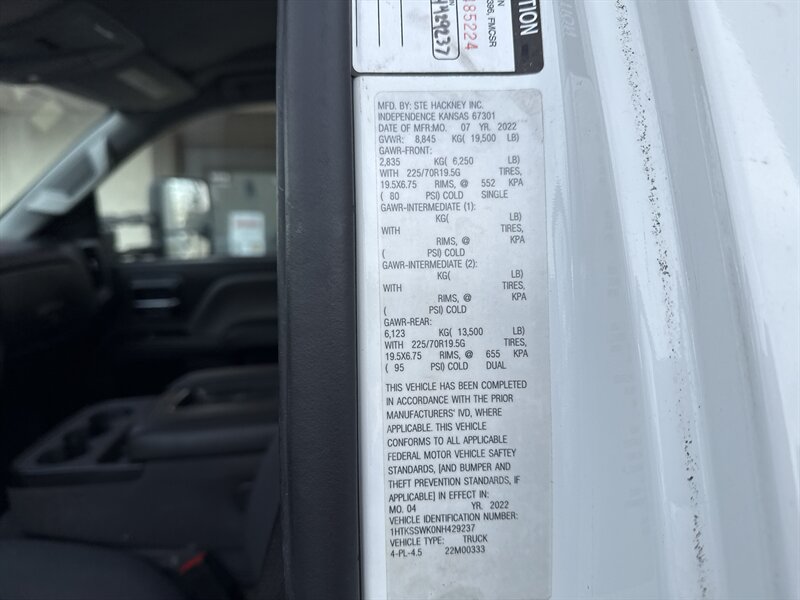 TION
N
396, FMCSR
485224
MFD. BY: STE HACKNEY INC.
INDEPENDENCE KANSAS 67301
DATE OF MFR:MO. 07 YR. 2022
GVWR: 8,845 KG( 19,500 LB)
GAWR-FRONT:
2,835 KG( 6,250 LB)
WITH 225/70R19.5G TIRES,
19.5X6.75 RIMS, @ 552 KPA
( 80 PSI) COLD SINGLE
GAWR-INTERMEDIATE (1):
KG( LB)
WITH TIRES,
RIMS, @ KPA
( PSI) COLD
GAWR-INTERMEDIATE (2):
KG( LB)
WITH TIRES,
RIMS, @ KPA
( PSI) COLD
GAWR-REAR:
6,123 KG( 13,500 LB)
WITH 225/70R19.5G TIRES,
19.5X6.75 RIMS, @ 655 KPA
( 95 PSI) COLD DUAL
THIS VEHICLE HAS BEEN COMPLETED
IN ACCORDANCE WITH THE PRIOR
MANUFACTURERS' IVD, WHERE
APPLICABLE. THIS VEHICLE
CONFORMS TO ALL APPLICABLE
FEDERAL MOTOR VEHICLE SAFTEY
STANDARDS, [AND BUMPER AND
THEFT PREVENTION STANDARDS, IF
APPLICABLE] IN EFFECT IN:
MO. 04 YR. 2022
VEHICLE IDENTIFICATION NUMBER:
1HTKSSWK0NH429237
VEHICLE TYPE: TRUCK
4-PL-4.5 22M00333